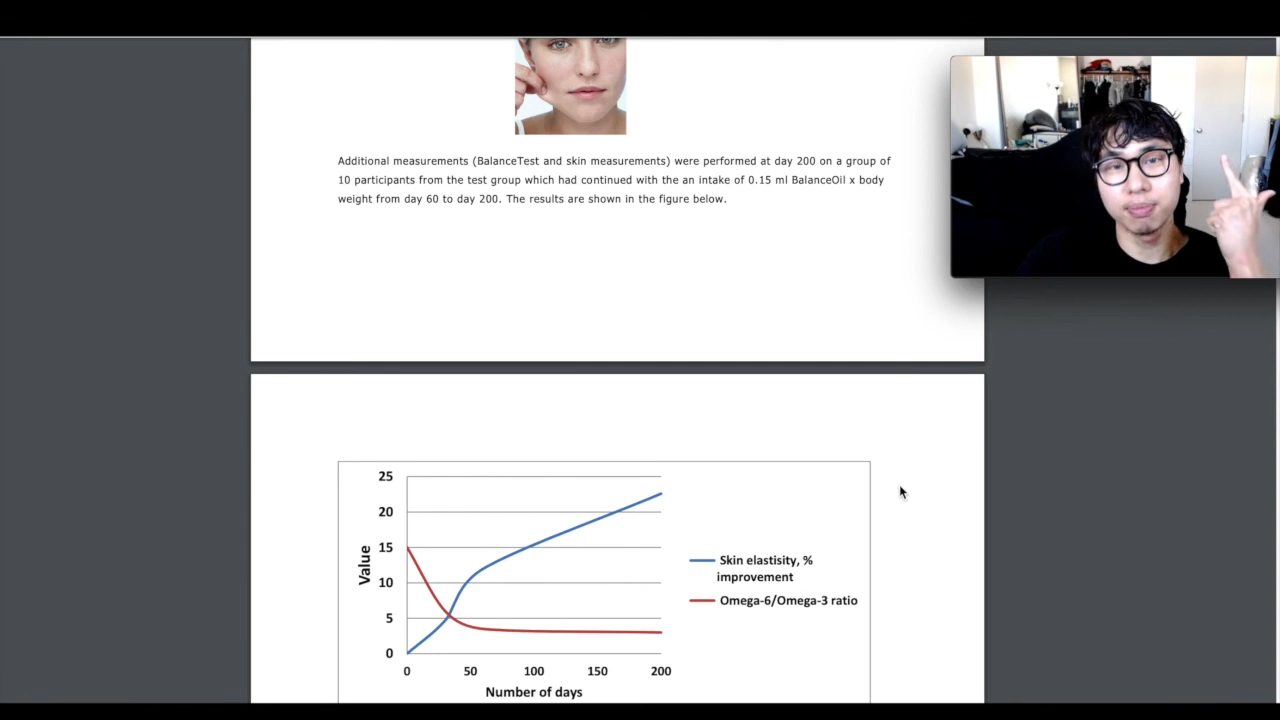 Additional measurements (BalanceTest and skin measurements) were performed at day 200 on a group of
10 participants from the test group which had continued with the an intake of 0.15 ml BalanceOil x body
weight from day 60 to day 200. The results are shown in the figure below.
25
20
15
10
5
0
Value
0 50 100 150 200
Number of days
Skin elastisity, %
improvement
Omega-6/Omega-3 ratio